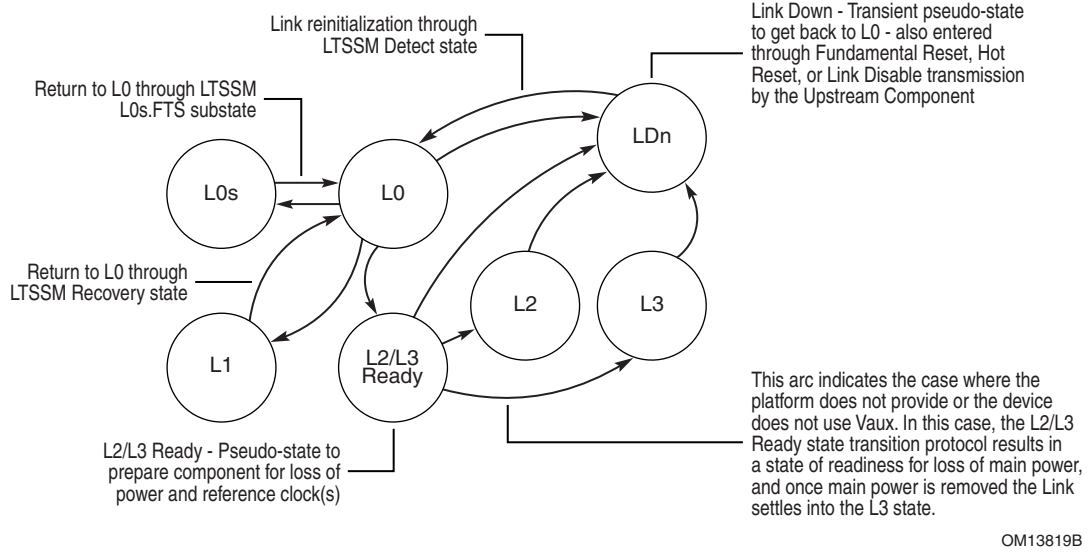 Link reinitialization through
LTSSM Detect state
Link Down - Transient pseudo-state
to get back to L0 - also entered
through Fundamental Reset, Hot
Reset, or Link Disable transmission
by the Upstream Component
Return to L0 through LTSSM
L0s.FTS substate
LDn
L0s
L0
Return to L0 through
LTSSM Recovery state
L2
L3
L1
L2/L3
Ready
This arc indicates the case where the
platform does not provide or the device
does not use Vaux. In this case, the L2/L3
Ready state transition protocol results in
a state of readiness for loss of main power,
and once main power is removed the Link
settles into the L3 state.
L2/L3 Ready - Pseudo-state to
prepare component for loss of
power and reference clock(s)
OM13819B